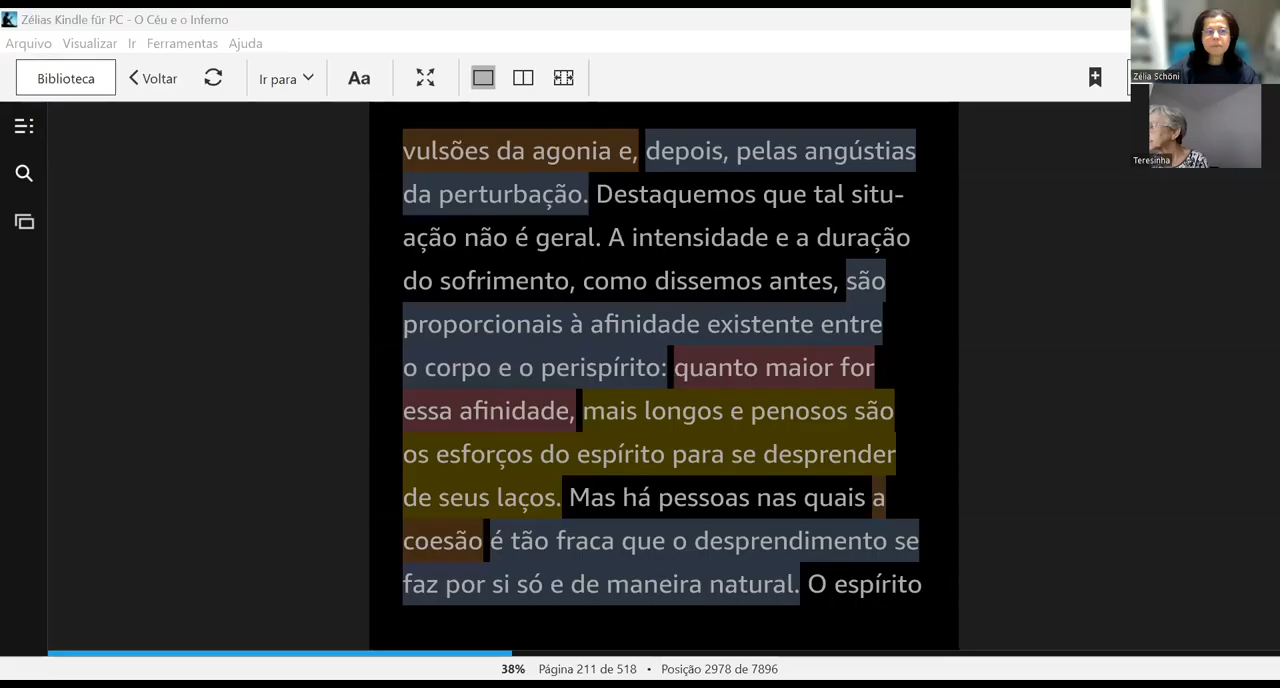 Zélias Kindle für PC - O Céu e o Inferno
Arquivo Visualizar Ir Ferramentas Ajuda
Biblioteca Voltar Ir para Aa
Zélia Schöni
Teresinha
vulsões da agonia e, depois, pelas angústias
da perturbação. Destaquemos que tal situ-
ação não é geral. A intensidade e a duração
do sofrimento, como dissemos antes, são
proporcionais à afinidade existente entre
o corpo e o perispírito: quanto maior for
essa afinidade, mais longos e penosos são
os esforços do espírito para se desprender
de seus laços. Mas há pessoas nas quais a
coesão é tão fraca que o desprendimento se
faz por si só e de maneira natural. O espírito
38% Página 211 de 518 • Posição 2978 de 7896